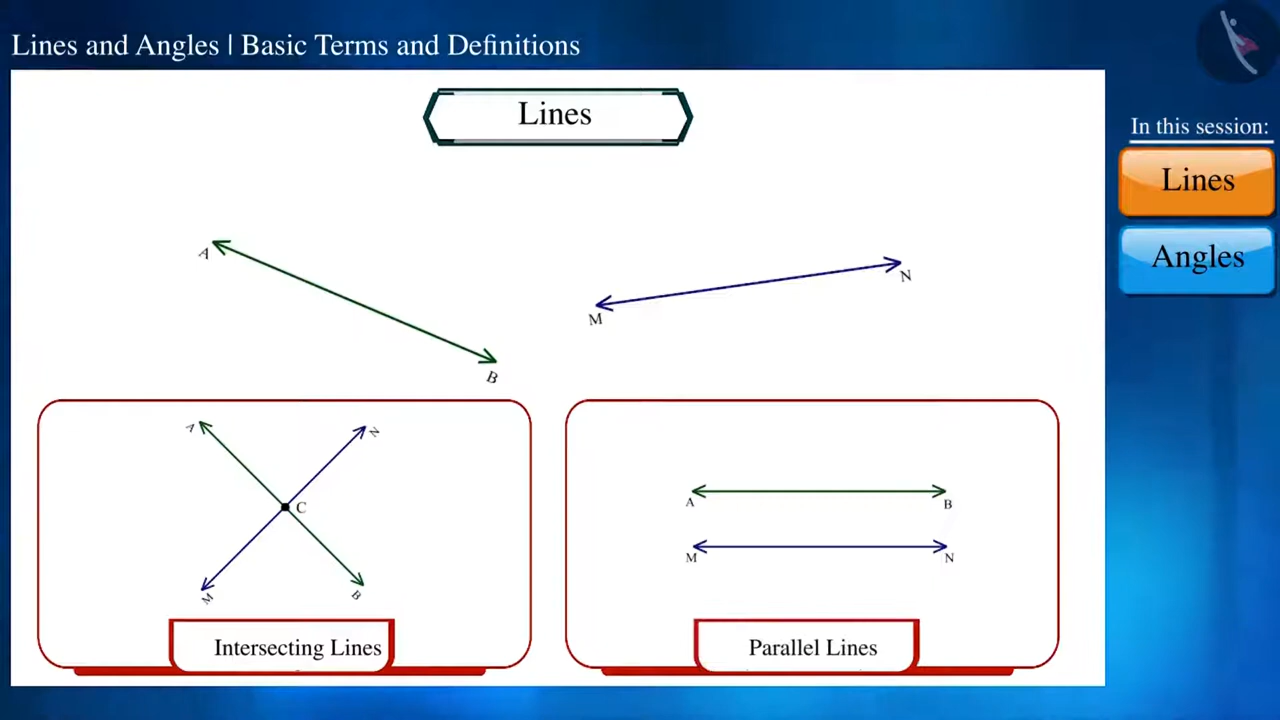 Lines and Angles | Basic Terms and Definitions
In this session:
Lines
Angles
Lines
A
B
M
N
A
N
C
M
B
Intersecting Lines
A
B
M
N
Parallel Lines